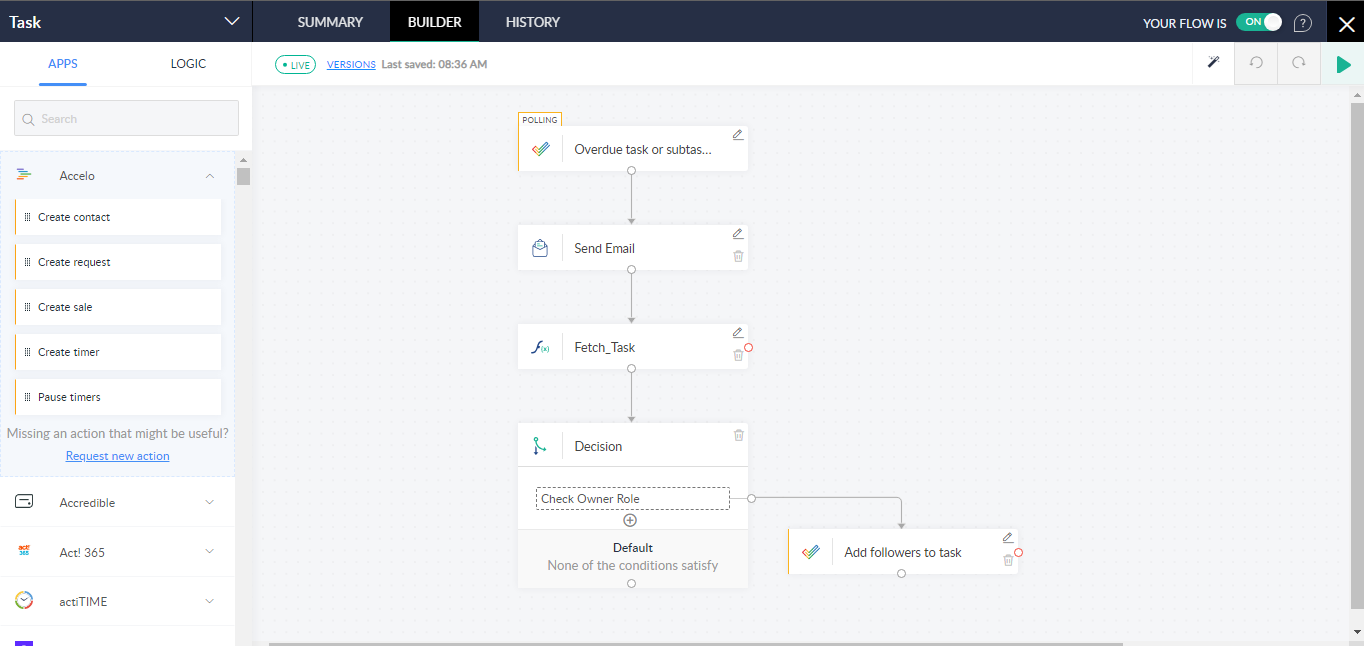 Task
SUMMARY
BUILDER
HISTORY
YOUR FLOW IS
ON
?
APPS
LOGIC
LIVE
VERSIONS
Last saved: 08:36 AM
Search
Accelo
Create contact
Create request
Create sale
Create timer
Pause timers
Missing an action that might be useful?
Request new action
Accredible
act!
365
Act! 365
actiTIME
POLLING
Overdue task or subtas...
Send Email
f(x)
Fetch_Task
Decision
Check Owner Role
Default
None of the conditions satisfy
Add followers to task